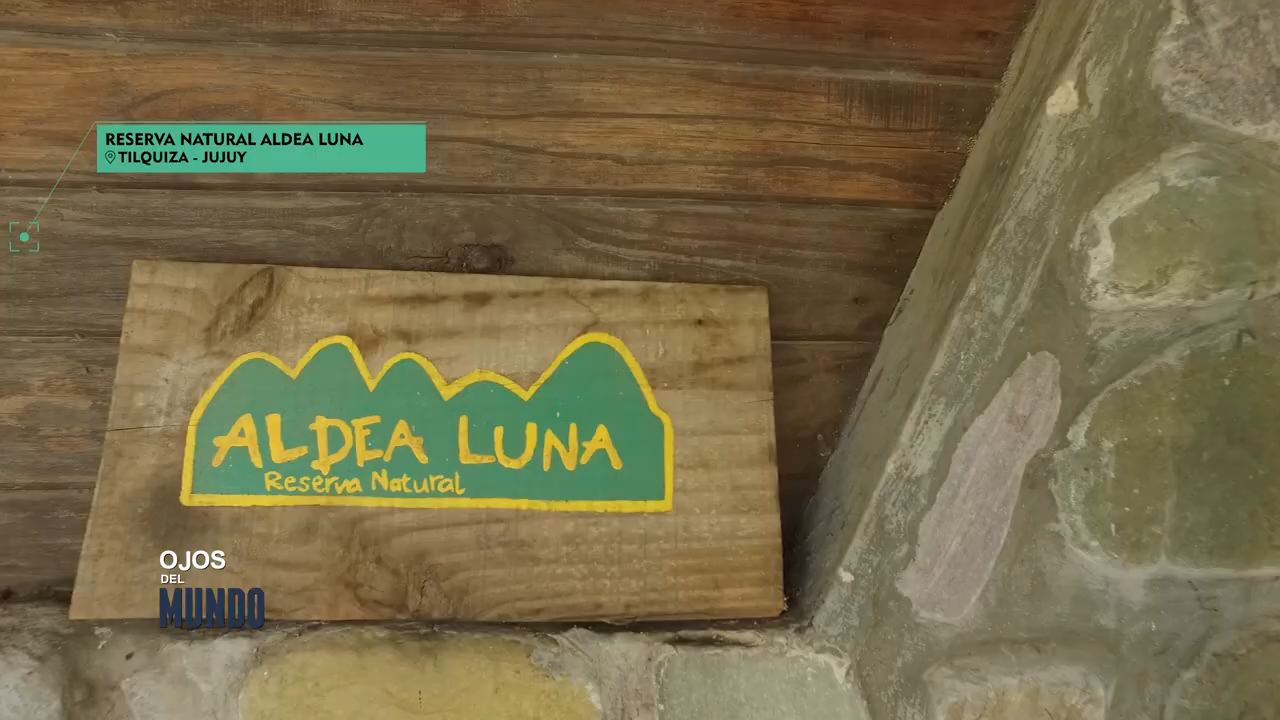 RESERVA NATURAL ALDEA LUNA
TILQUIZA - JUJUY
ALDEA LUNA
Reserva Natural
OJOS
DEL
MUNDO